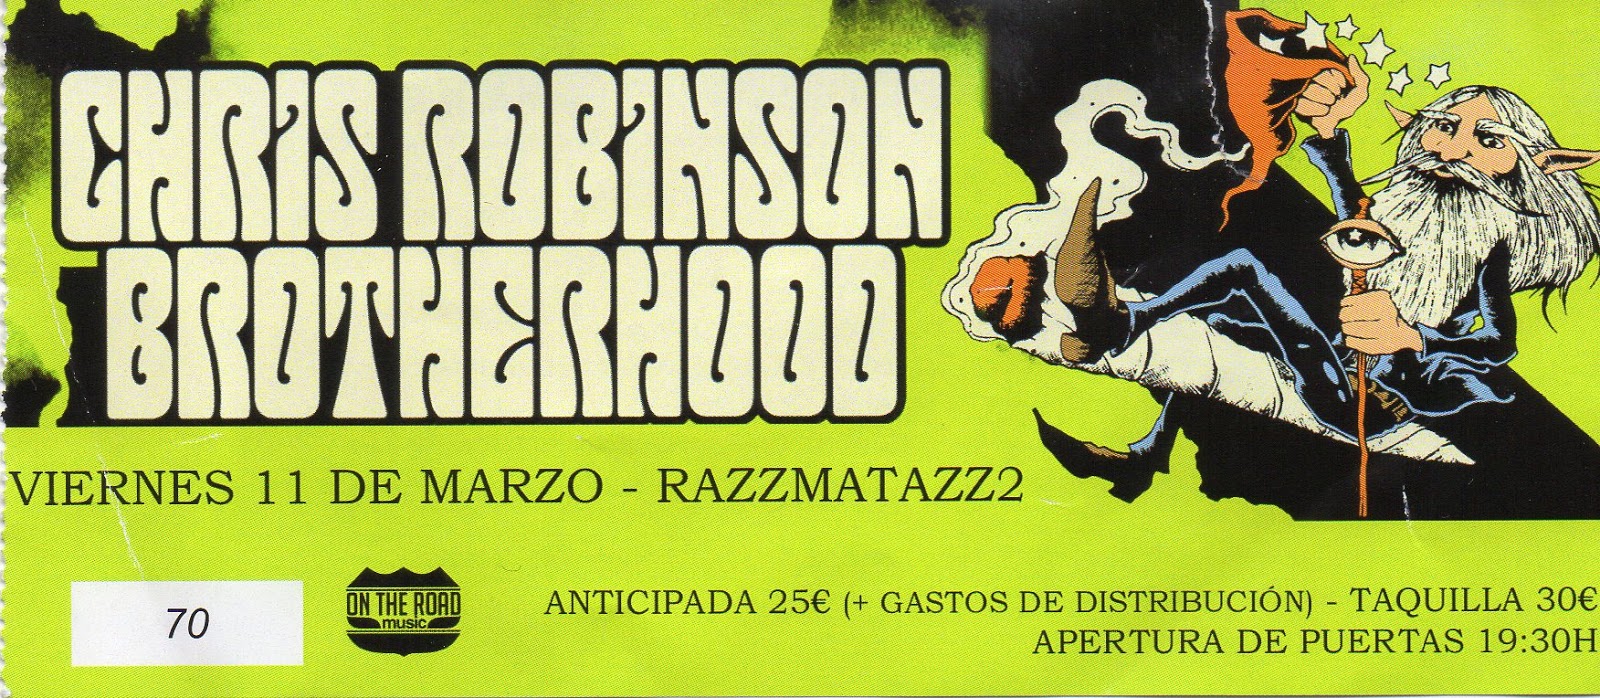 CHRIS ROBINSON
BROTHERHOOD
VIERNES 11 DE MARZO - RAZZMATAZZ2
70
ON THE ROAD
music
ANTICIPADA 25€ (+ GASTOS DE DISTRIBUCIÓN) - TAQUILLA 30€
APERTURA DE PUERTAS 19:30H